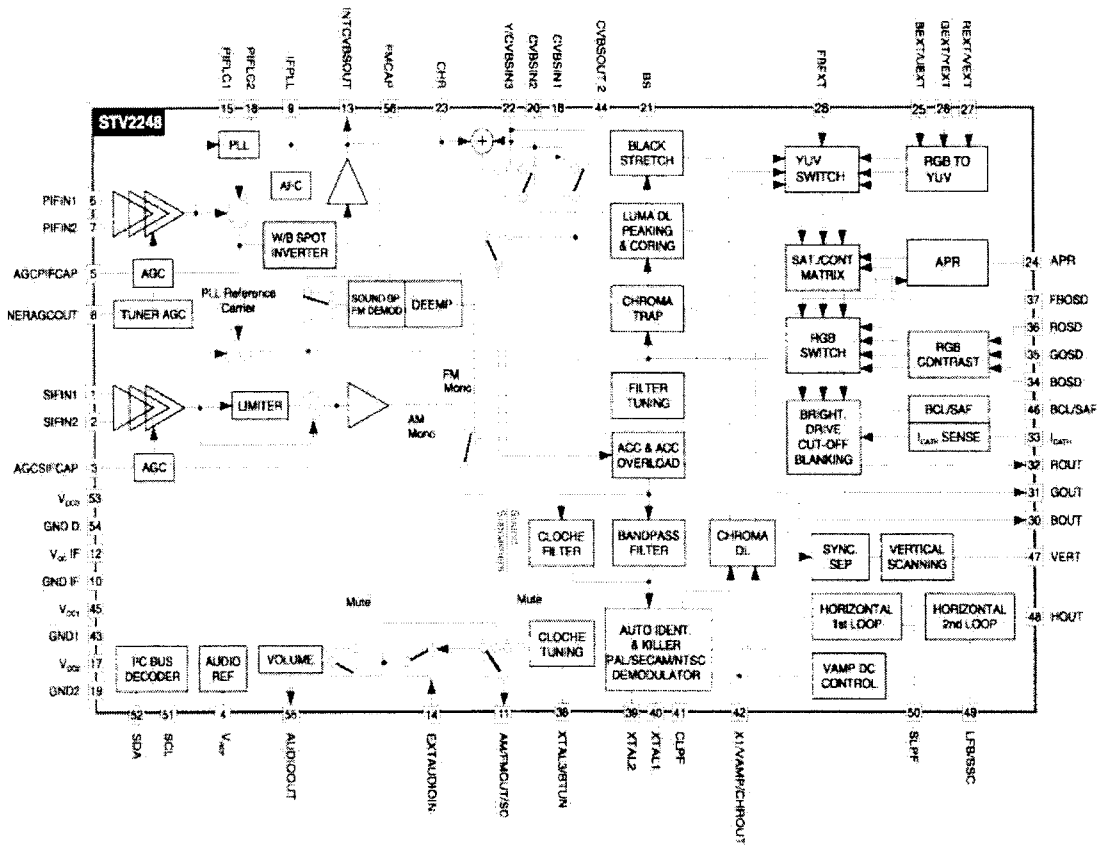 PIFLC1
PIFLC2
IFPLL
INTCVBSOUT
FMCAP
CHR
Y/CVBSIN3
CVBSIN2
CVBSIN1
CVBSOUT 2
BS
FBEXT
BEXT/UEXT
GEXT/YEXT
REXT/VEXT
15 18 9 13 56 23 22 20 18 44 21 28 25 26 27
STV2248
PLL
AFC
BLACK
STRETCH
YUV
SWITCH
RGB TO
YUV
PIFIN1 6
PIFIN2 7
W/B SPOT
INVERTER
LUMA DL
PEAKING
& CORING
AGCPIFCAP 5
AGC
SAT./CONT
MATRIX
APR
24 APR
PLL Reference
Carrier
SOUND BP
FM DEMOD
DEEMP
CHROMA
TRAP
37 FBOSD
NERAGCOUT 8
TUNER AGC
RGB
SWITCH
RGB
CONTRAST
36 ROSD
35 GOSD
34 BOSD
FM
Mono
FILTER
TUNING
SIFIN1 1
SIFIN2 2
LIMITER
AM
Mono
BRIGHT.
DRIVE
CUT-OFF
BLANKING
BCL/SAF
ICATH SENSE
46 BCL/SAF
33 ICATH
ACC & ACC
OVERLOAD
AGCSIFCAP 3
AGC
32 ROUT
31 GOUT
30 BOUT
VDCD 53
GND D. 54
VCC IF 12
GND IF 10
VCC1 45
GND1 43
VCC2 17
GND2 19
Sound
Subcarriers
CLOCHE
FILTER
BANDPASS
FILTER
CHROMA
DL
SYNC.
SEP
VERTICAL
SCANNING
47 VERT
Mute
Mute
HORIZONTAL
1st LOOP
HORIZONTAL
2nd LOOP
48 HOUT
I²C BUS
DECODER
AUDIO
REF
VOLUME
CLOCHE
TUNING
AUTO IDENT.
& KILLER
PAL/SECAM/NTSC
DEMODULATOR
VAMP DC
CONTROL
52 51 4 55 14 11 38 39 40 41 42 50 49
SDA
SCL
VREF
AUDIOOUT
EXTAUDIOIN
AM/FMOUT/SC
XTAL3/BTUN
XTAL2
XTAL1
CLPF
X1/VAMP/CHROUT
SLPF
LFB/SSC